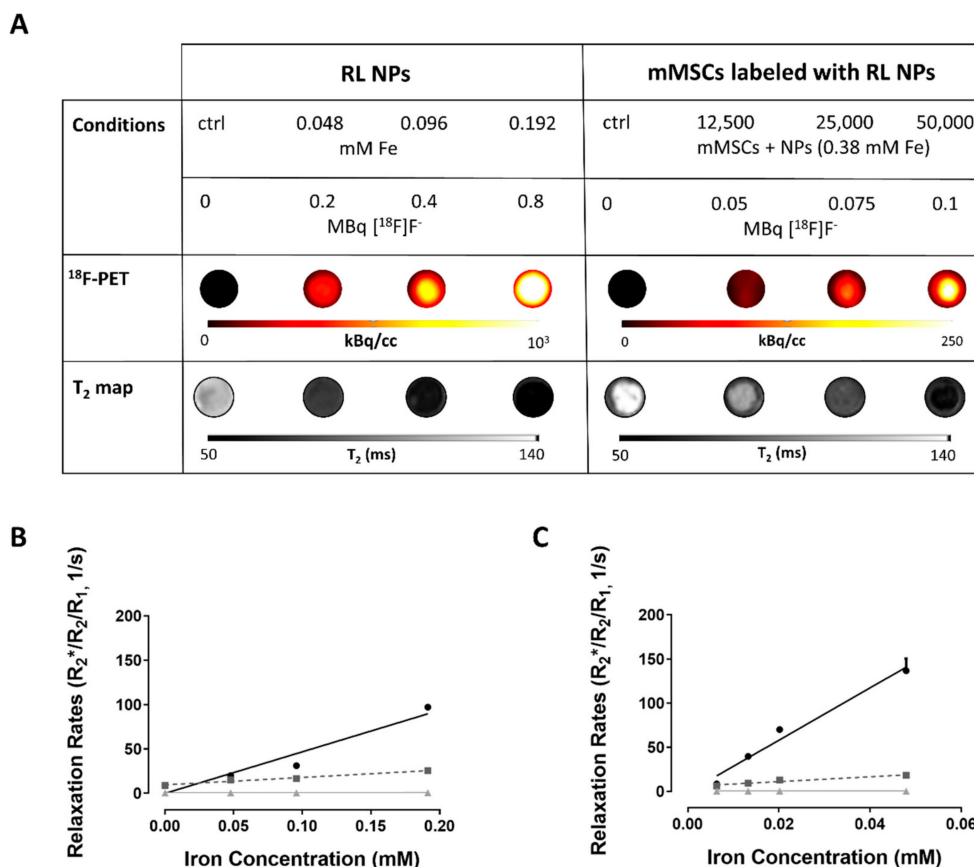 A
RL NPs
mMSCs labeled with RL NPs
Conditions
ctrl 0.048 0.096 0.192
mM Fe
ctrl 12,500 25,000 50,000
mMSCs + NPs (0.38 mM Fe)
0 0.2 0.4 0.8
MBq [¹⁸F]F⁻
0 0.05 0.075 0.1
MBq [¹⁸F]F⁻
¹⁸F-PET
0 kBq/cc 10³
0 kBq/cc 250
T₂ map
50 T₂ (ms) 140
50 T₂ (ms) 140
B
Relaxation Rates (R₂*/R₂/R₁, 1/s)
200
150
100
50
0
0.00 0.05 0.10 0.15 0.20
Iron Concentration (mM)
C
Relaxation Rates (R₂*/R₂/R₁, 1/s)
200
150
100
50
0
0.00 0.02 0.04 0.06
Iron Concentration (mM)